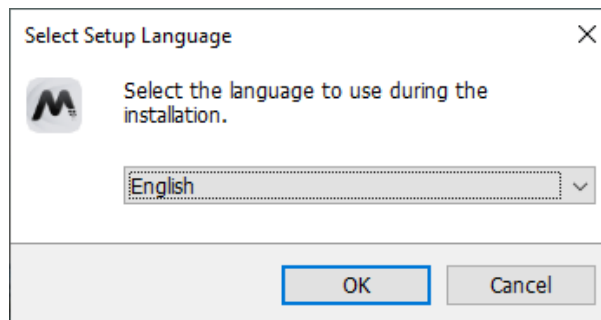 Select Setup Language
Select the language to use during the
installation.
English
OK
Cancel